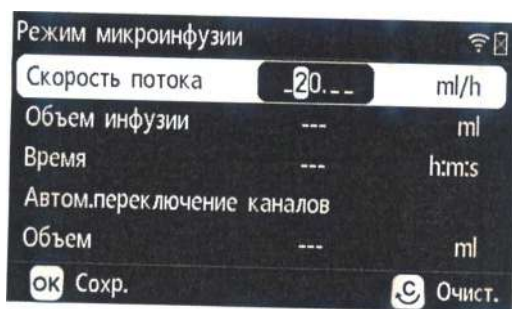 Режим микроинфузии
Скорость потока _20._ _ ml/h
Объем инфузии --- ml
Время --- h:m:s
Автом.переключение каналов
Объем --- ml
OK Сохр. C Очист.